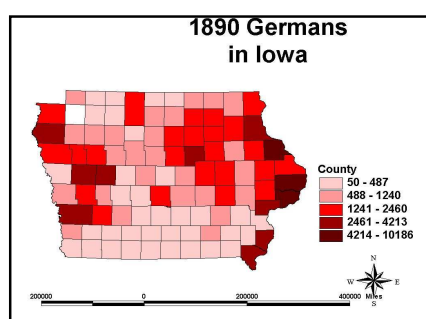 1890 Germans
in Iowa
County
50 - 487
488 - 1240
1241 - 2460
2461 - 4213
4214 - 10186
N
W E
S
200000 0 200000 400000 Miles